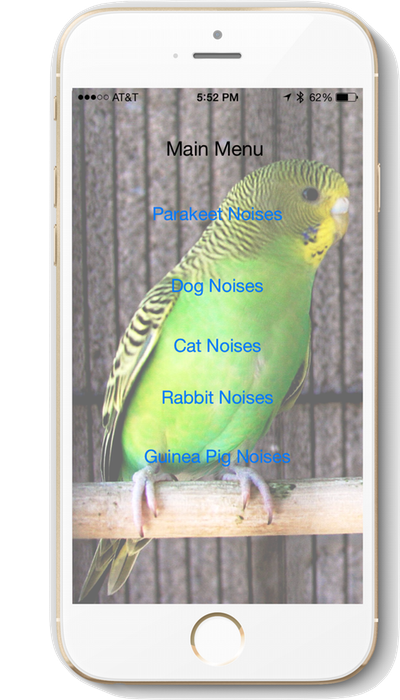 AT&T 5:52 PM 62%
Main Menu
Parakeet Noises
Dog Noises
Cat Noises
Rabbit Noises
Guinea Pig Noises